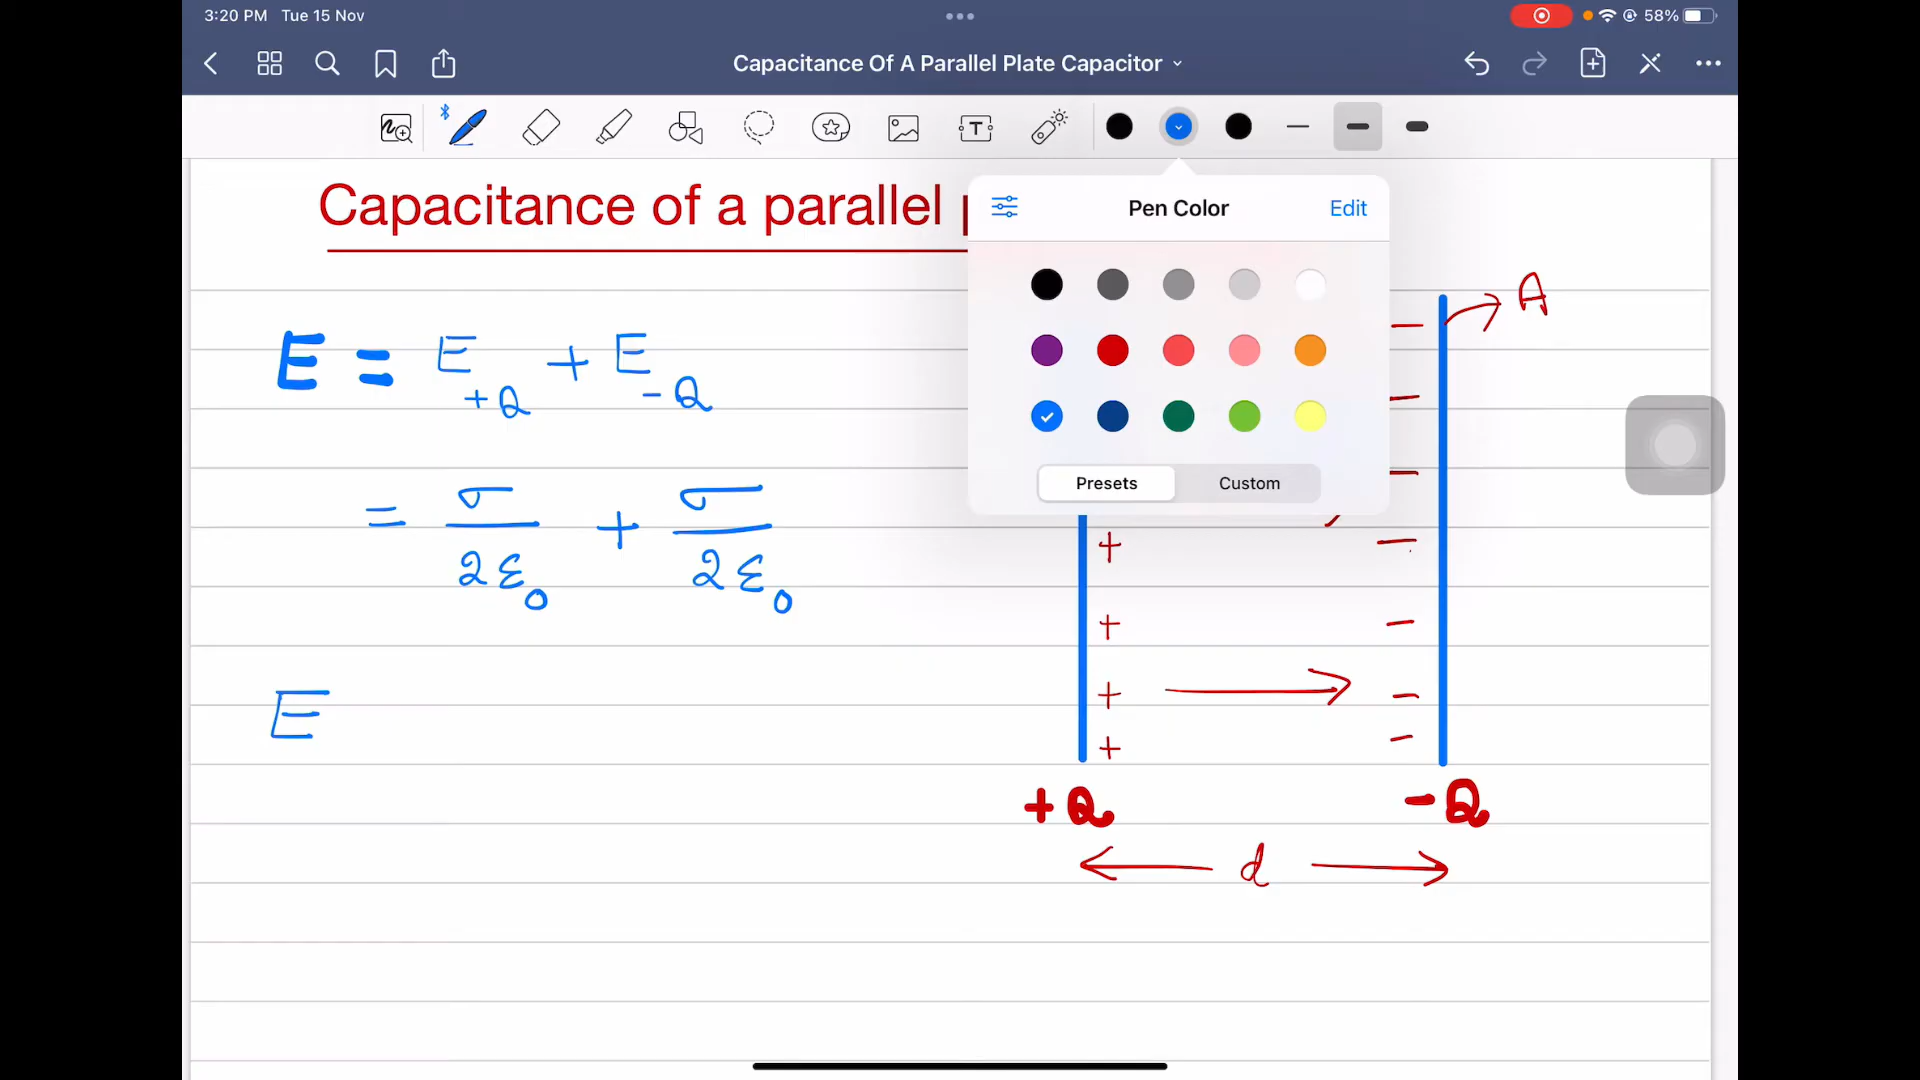 3:20 PM Tue 15 Nov
58%
Capacitance Of A Parallel Plate Capacitor
T
Capacitance of a parallel
Pen Color
Edit
Presets
Custom
E = E+Q + E-Q
= σ/2ε0 + σ/2ε0
E
A
− − − − − − −
+ + + +
+Q
-Q
d